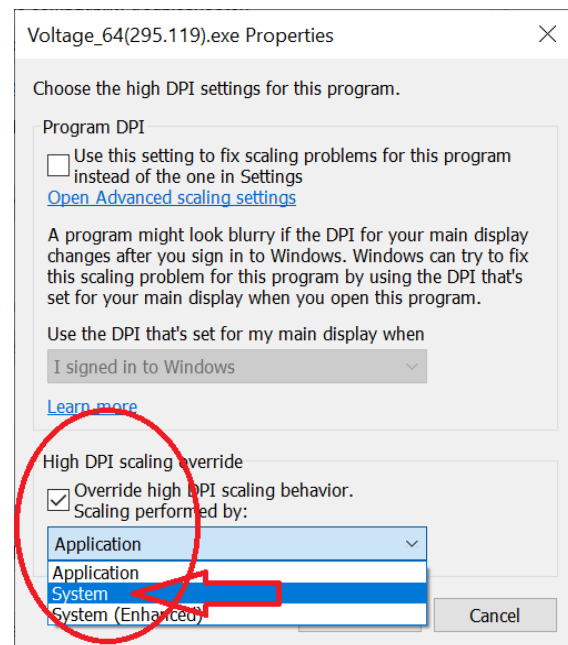 Voltage_64(295.119).exe Properties
Choose the high DPI settings for this program.
Program DPI
Use this setting to fix scaling problems for this program
instead of the one in Settings
Open Advanced scaling settings
A program might look blurry if the DPI for your main display
changes after you sign in to Windows. Windows can try to fix
this scaling problem for this program by using the DPI that's
set for your main display when you open this program.
Use the DPI that's set for my main display when
I signed in to Windows
Learn more
High DPI scaling override
Override high DPI scaling behavior.
Scaling performed by:
Application
Application
System
System (Enhanced)
Cancel